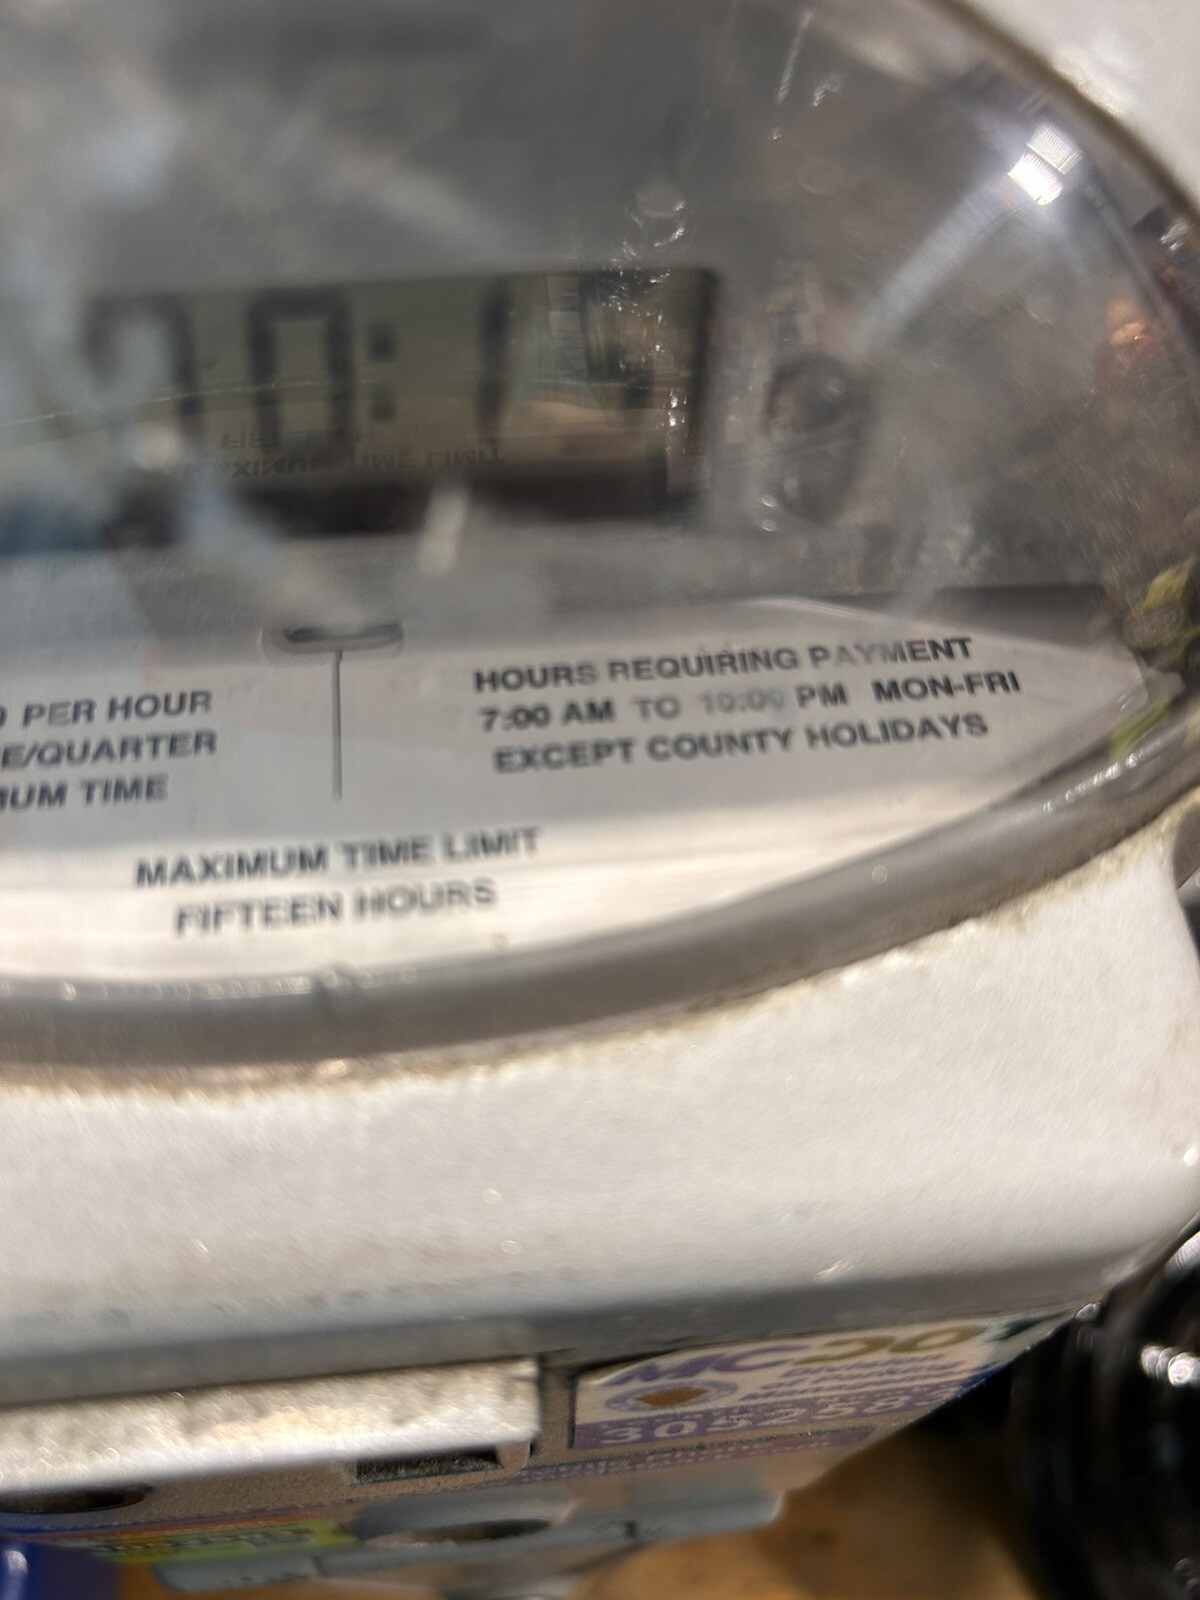 PER HOUR
E/QUARTER
UM TIME
HOURS REQUIRING PAYMENT
7:00 AM TO 10:00 PM MON-FRI
EXCEPT COUNTY HOLIDAYS
MAXIMUM TIME LIMIT
FIFTEEN HOURS
MCDOT